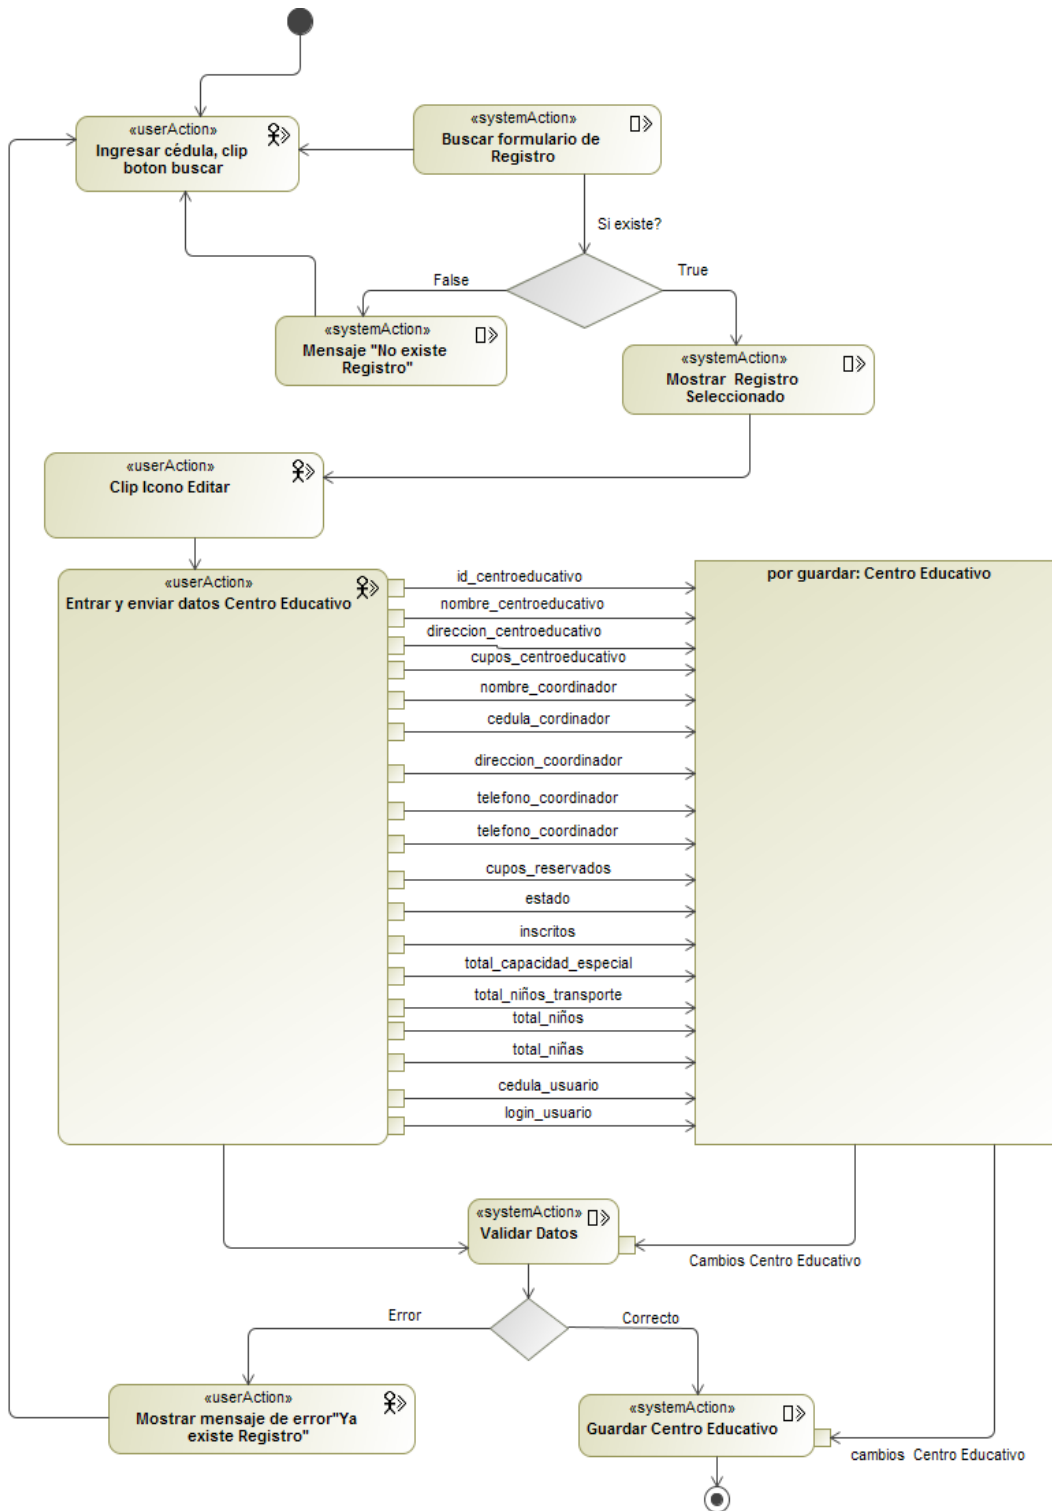 «userAction»
Ingresar cédula, clip
boton buscar
«systemAction»
Buscar formulario de
Registro
Si existe?
False
True
«systemAction»
Mensaje "No existe
Registro"
«systemAction»
Mostrar  Registro
Seleccionado
«userAction»
Clip Icono Editar
«userAction»
Entrar y enviar datos Centro Educativo
id_centroeducativo
nombre_centroeducativo
direccion_centroeducativo
cupos_centroeducativo
nombre_coordinador
cedula_cordinador
direccion_coordinador
telefono_coordinador
telefono_coordinador
cupos_reservados
estado
inscritos
total_capacidad_especial
total_niños_transporte
total_niños
total_niñas
cedula_usuario
login_usuario
por guardar: Centro Educativo
«systemAction»
Validar Datos
Cambios Centro Educativo
Error
Correcto
«userAction»
Mostrar mensaje de error"Ya
existe Registro"
«systemAction»
Guardar Centro Educativo
cambios  Centro Educativo